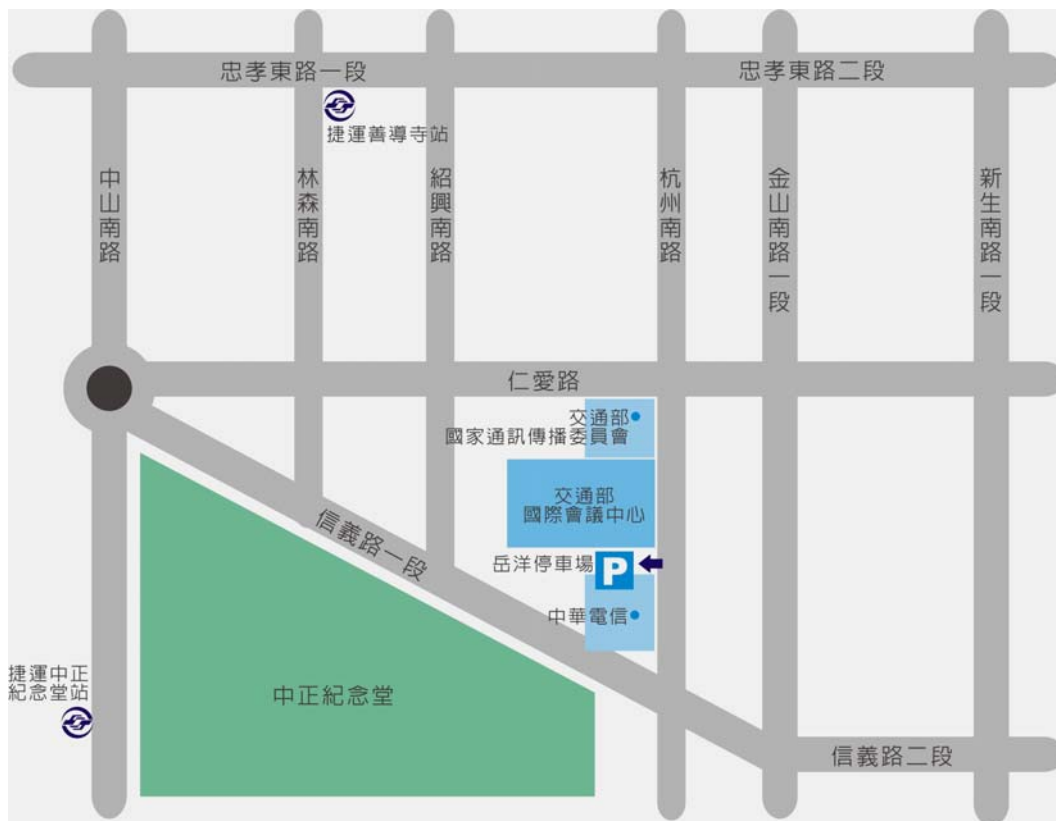 忠孝東路一段
忠孝東路二段
捷運善導寺站
中山南路
林森南路
紹興南路
杭州南路
金山南路一段
新生南路一段
仁愛路
交通部
國家通訊傳播委員會
交通部
國際會議中心
信義路一段
岳洋停車場
P
中華電信
捷運中正
紀念堂站
中正紀念堂
信義路二段